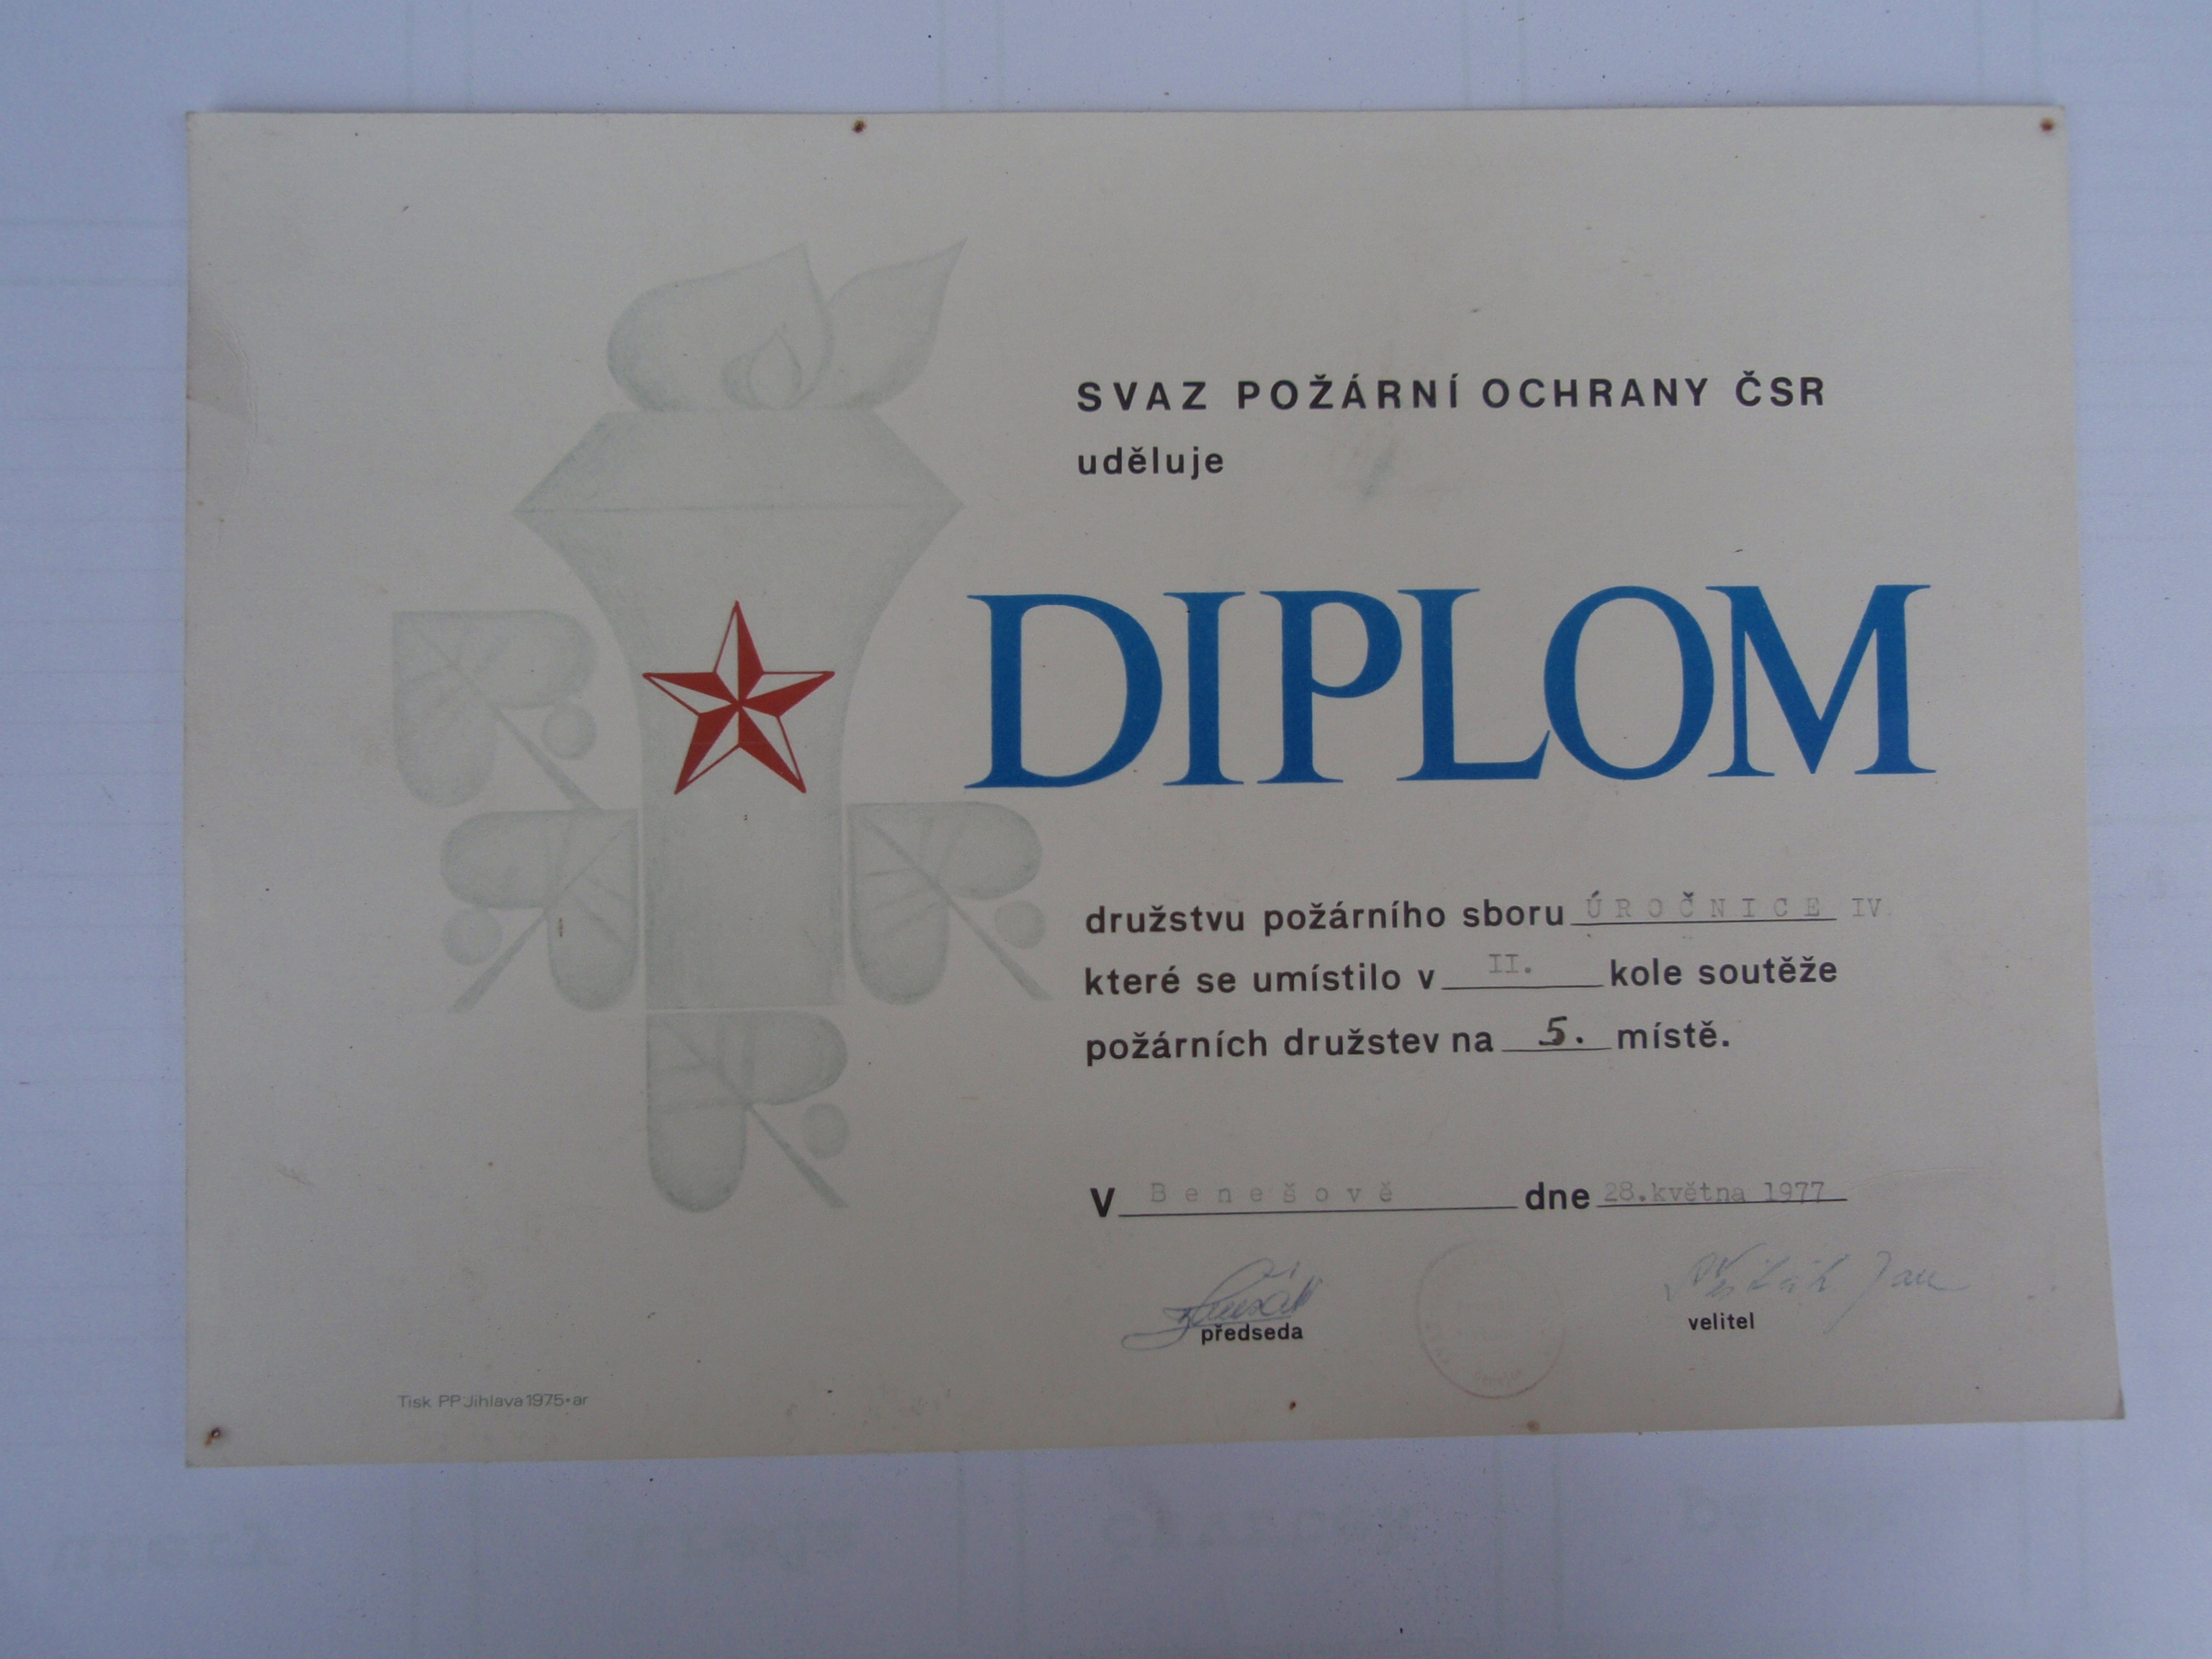 SVAZ POŽÁRNÍ OCHRANY ČSR
uděluje
DIPLOM
družstvu požárního sboru ÚROČNICE IV
které se umístilo v II. kole soutěže
požárních družstev na 5. místě.
V Benešově dne 28.května 1977
Jan
předseda velitel
Tisk PP Jihlava 1975•ar